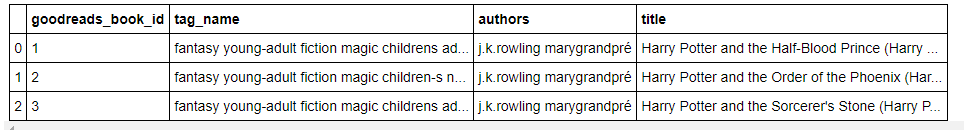 goodreads_book_id tag_name authors title
0 1 fantasy young-adult fiction magic childrens ad... j.k.rowling marygrandpré Harry Potter and the Half-Blood Prince (Harry ...
1 2 fantasy young-adult fiction magic children-s n... j.k.rowling marygrandpré Harry Potter and the Order of the Phoenix (Har...
2 3 fantasy young-adult fiction magic childrens ad... j.k.rowling marygrandpré Harry Potter and the Sorcerer's Stone (Harry P...